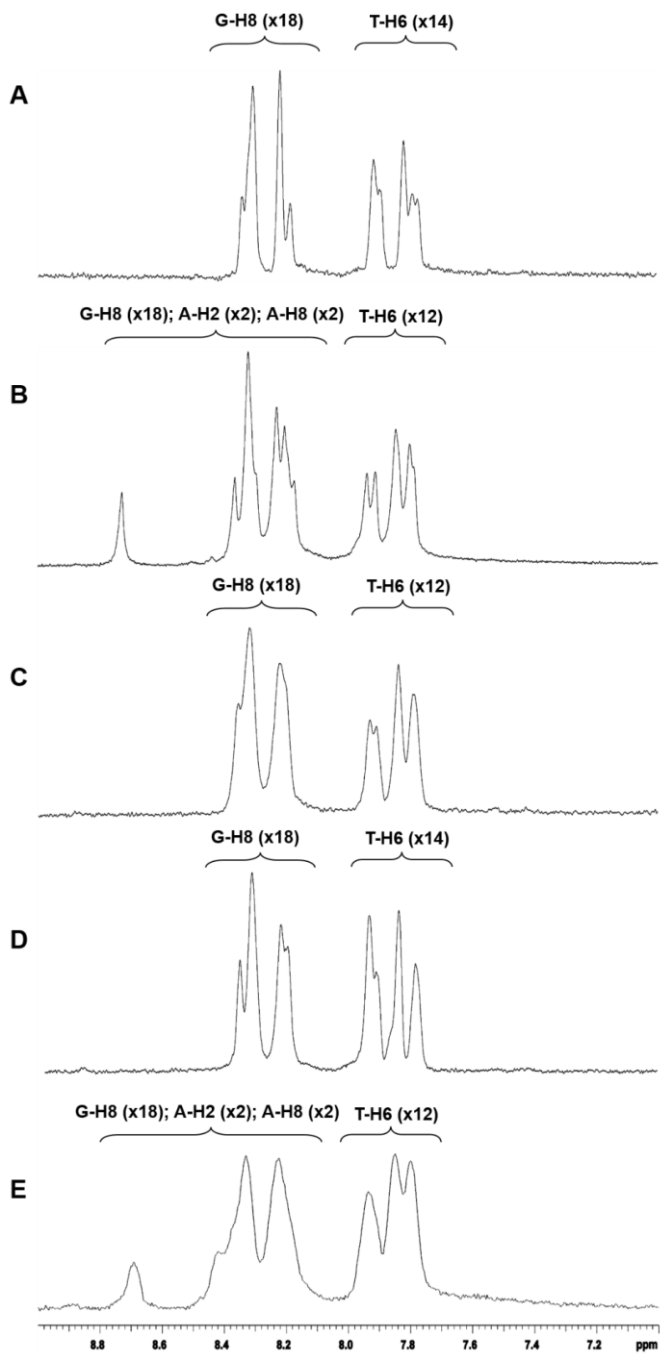 G-H8 (x18) T-H6 (x14)
A
G-H8 (x18); A-H2 (x2); A-H8 (x2) T-H6 (x12)
B
G-H8 (x18) T-H6 (x12)
C
G-H8 (x18) T-H6 (x14)
D
G-H8 (x18); A-H2 (x2); A-H8 (x2) T-H6 (x12)
E
8.8 8.6 8.4 8.2 8.0 7.8 7.6 7.4 7.2 ppm